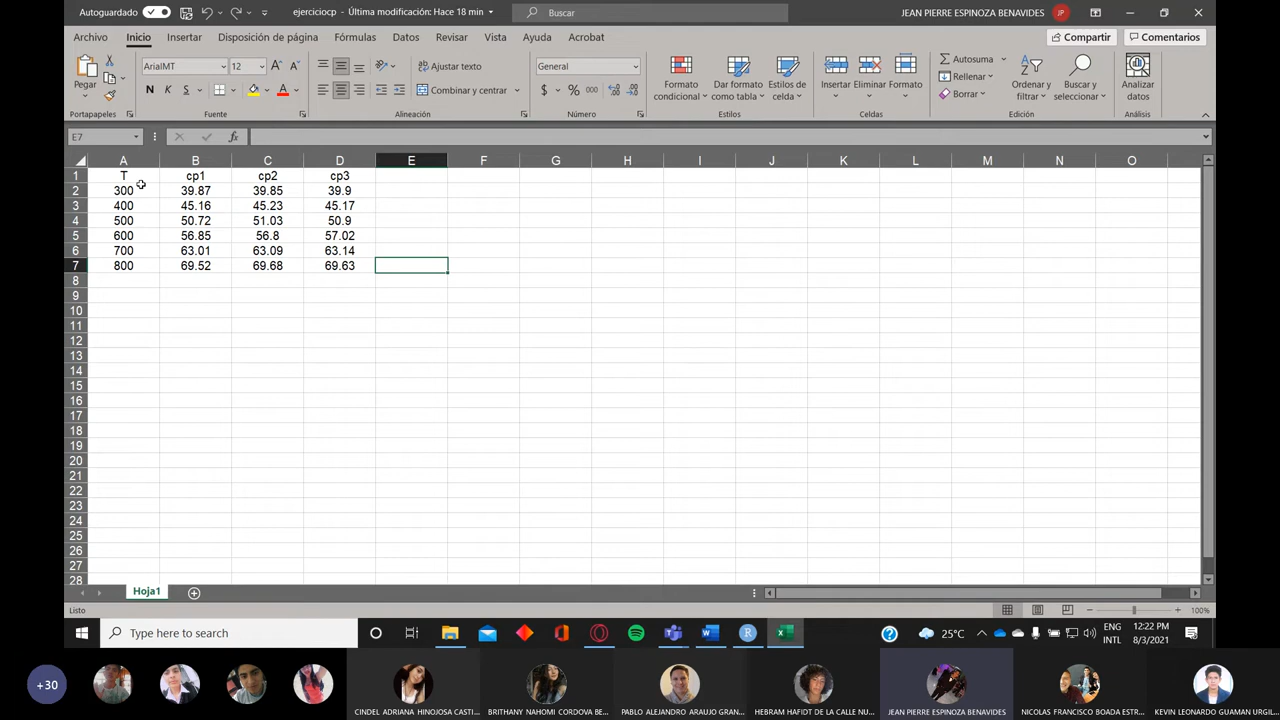 Autoguardado
ejerciciocp - Última modificación: Hace 18 min
Buscar
JEAN PIERRE ESPINOZA BENAVIDES
JP
Archivo Inicio Insertar Disposición de página Fórmulas Datos Revisar Vista Ayuda Acrobat
Compartir Comentarios
Pegar
Portapapeles
ArialMT 12
N K S
Fuente
Ajustar texto
Combinar y centrar
Alineación
General
$ % 000
Número
Formato condicional
Dar formato como tabla
Estilos de celda
Estilos
Insertar Eliminar Formato
Celdas
Autosuma
Rellenar
Borrar
Ordenar y filtrar
Buscar y seleccionar
Edición
Analizar datos
Análisis
E7
fx
A B C D E F G H I J K L M N O
1 T cp1 cp2 cp3
2 300 39.87 39.85 39.9
3 400 45.16 45.23 45.17
4 500 50.72 51.03 50.9
5 600 56.85 56.8 57.02
6 700 63.01 63.09 63.14
7 800 69.52 69.68 69.63
8
9
10
11
12
13
14
15
16
17
18
19
20
21
22
23
24
25
26
27
28
Hoja1
Listo
100%
Type here to search
25°C
ENG
INTL
12:22 PM
8/3/2021
+30
CINDEL ADRIANA HINOJOSA CASTI...
BRITHANY NAHOMI CORDOVA BE...
PABLO ALEJANDRO ARAUJO GRAN...
HEBRAM HAFIDT DE LA CALLE NU...
JEAN PIERRE ESPINOZA BENAVIDES
NICOLAS FRANCISCO BOADA ESTR...
KEVIN LEONARDO GUAMAN URGIL...